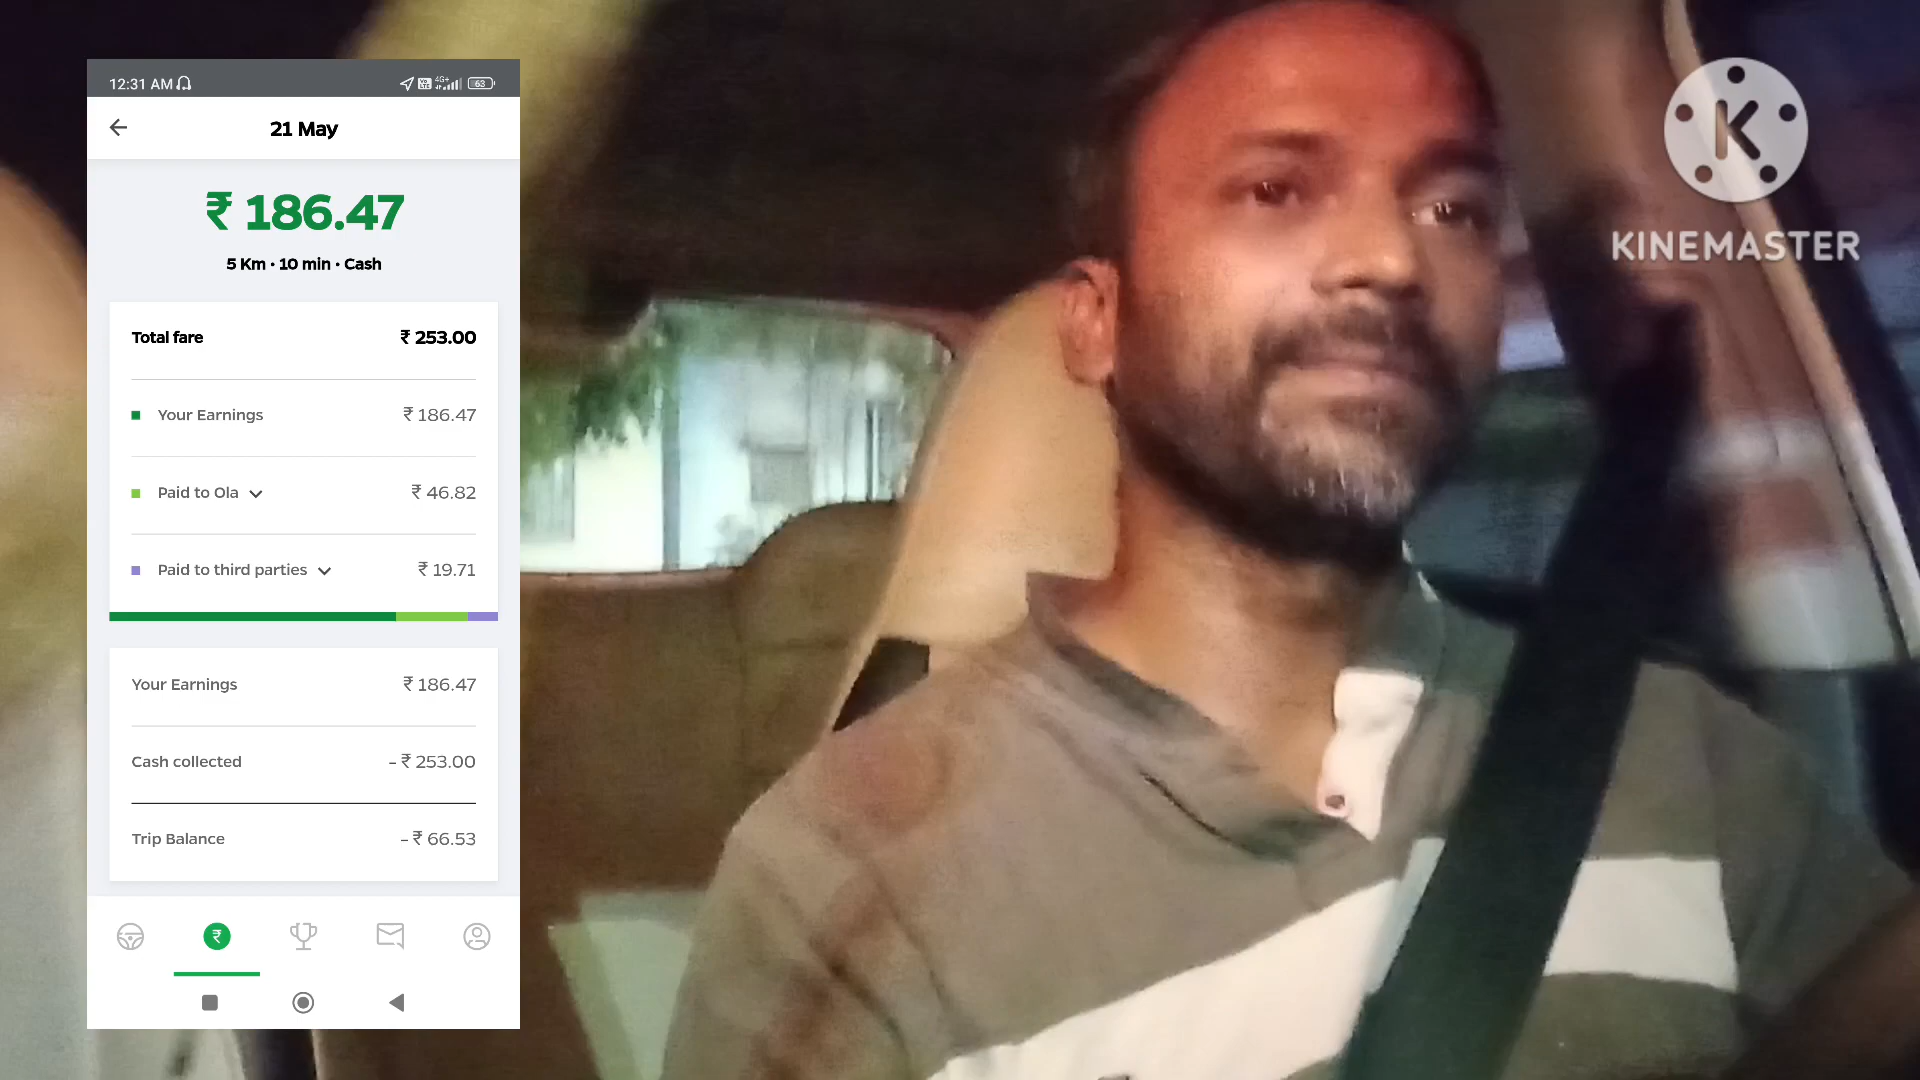 12:31 AM
4G+
63
21 May
₹ 186.47
5 Km • 10 min • Cash
Total fare ₹ 253.00
Your Earnings ₹ 186.47
Paid to Ola ₹ 46.82
Paid to third parties ₹ 19.71
Your Earnings ₹ 186.47
Cash collected - ₹ 253.00
Trip Balance - ₹ 66.53
₹
K
KINEMASTER